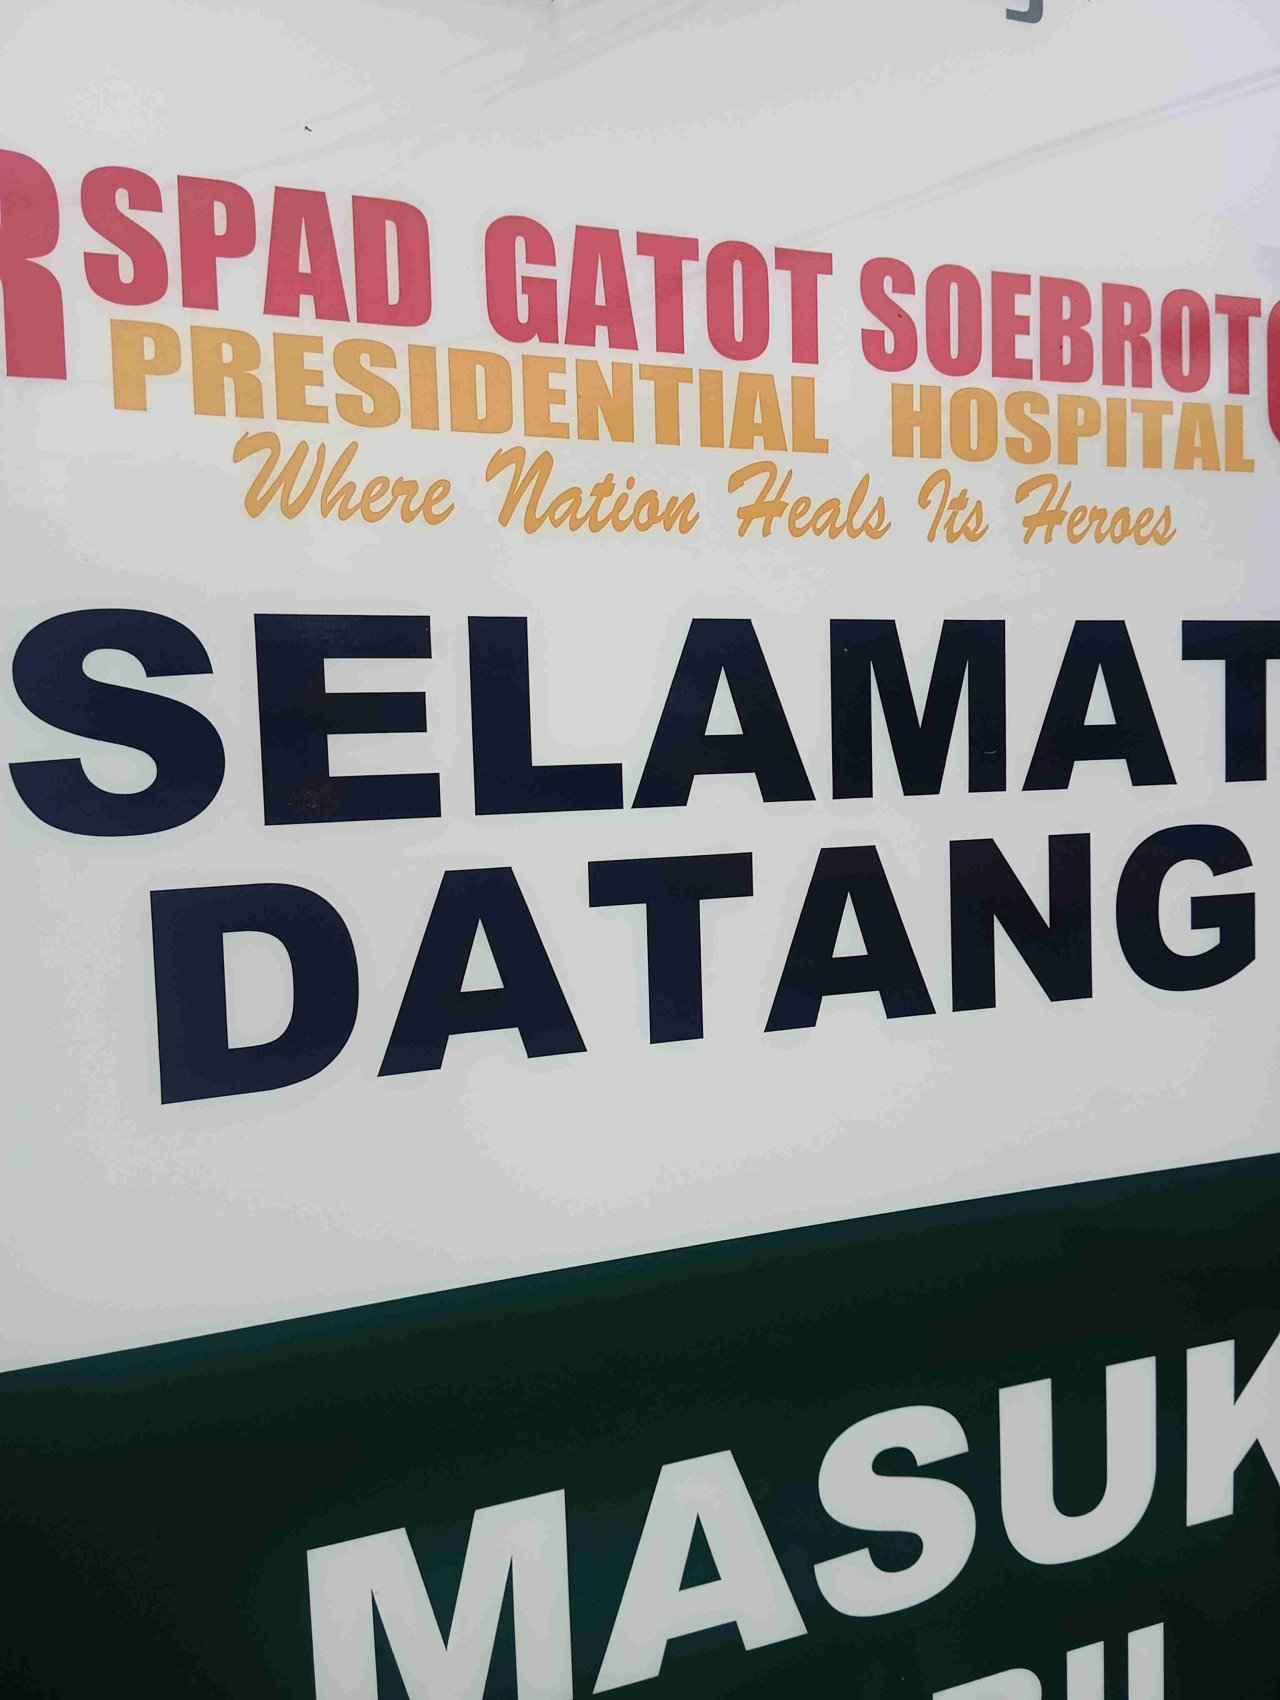 RSPAD GATOT SOEBROTO
PRESIDENTIAL HOSPITAL
Where Nation Heals Its Heroes
SELAMAT
DATANG
MASUK